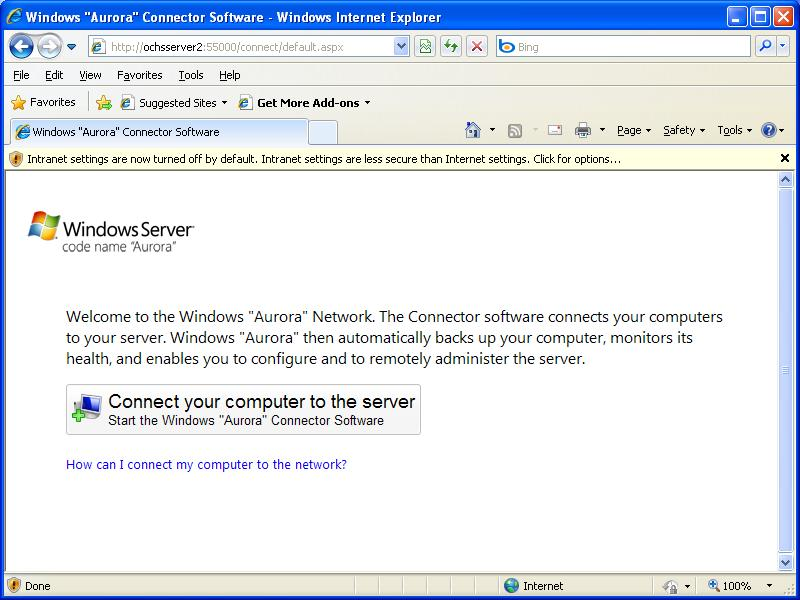 Windows "Aurora" Connector Software - Windows Internet Explorer
http://ochsserver2:55000/connect/default.aspx
Bing
File Edit View Favorites Tools Help
Favorites Suggested Sites Get More Add-ons
Windows "Aurora" Connector Software
Page Safety Tools
Intranet settings are now turned off by default. Intranet settings are less secure than Internet settings. Click for options...
Windows Server
code name "Aurora"
Welcome to the Windows "Aurora" Network. The Connector software connects your computers
to your server. Windows "Aurora" then automatically backs up your computer, monitors its
health, and enables you to configure and to remotely administer the server.
Connect your computer to the server
Start the Windows "Aurora" Connector Software
How can I connect my computer to the network?
Done Internet 100%